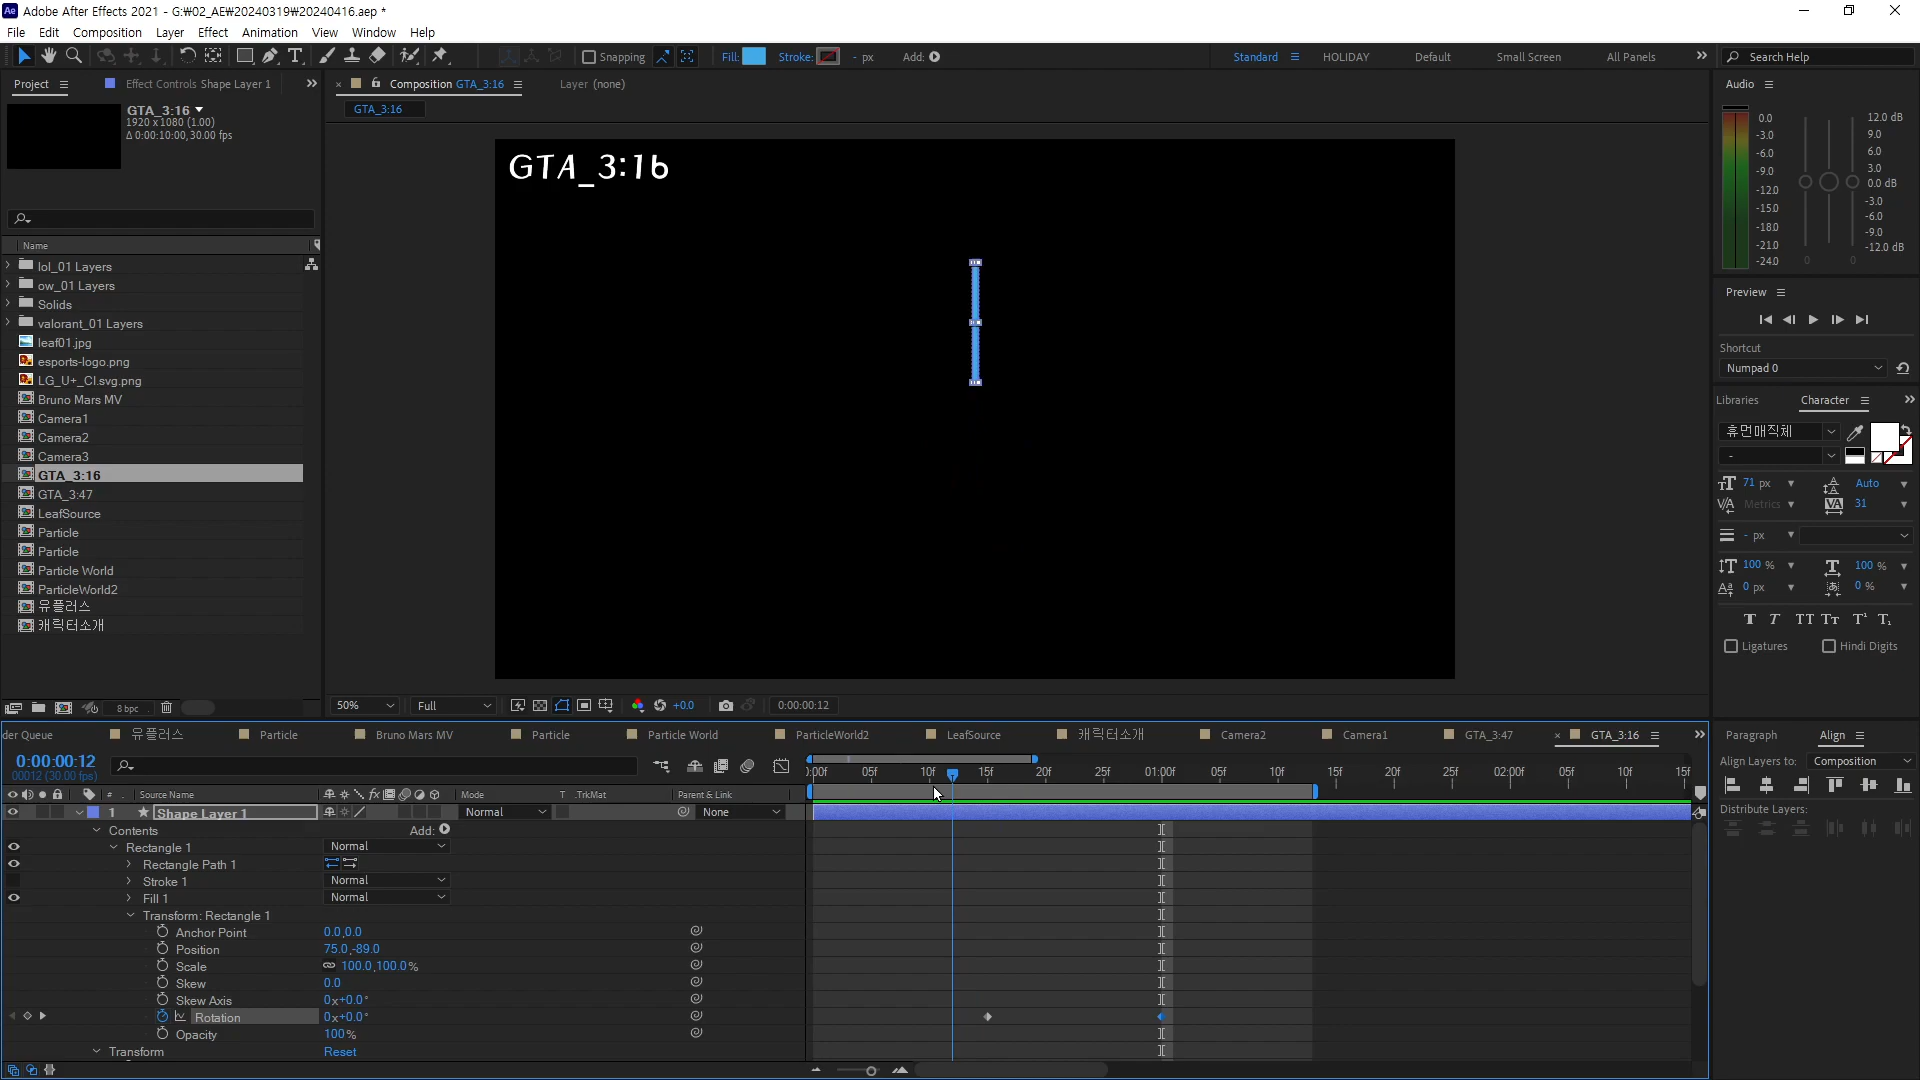 Adobe After Effects 2021 - G:₩02_AE₩20240319₩20240416.aep *
File Edit Composition Layer Effect Animation View Window Help
Snapping Fill: Stroke: - px Add: Standard HOLIDAY Default Small Screen All Panels Search Help
Project Effect Controls Shape Layer 1 Composition GTA_3:16 Layer (none) Audio
GTA_3:16
1920 x 1080 (1.00)
Δ 0:00:10:00, 30.00 fps
GTA_3:16
GTA_3:16
0.0
-3.0
-6.0
-9.0
-12.0
-15.0
-18.0
-21.0
-24.0
12.0 dB
9.0
6.0
3.0
0.0 dB
-3.0
-6.0
-9.0
-12.0 dB
0 0
Name
lol_01 Layers
ow_01 Layers
Solids
valorant_01 Layers
leaf01.jpg
esports-logo.png
LG_U+_CI.svg.png
Bruno Mars MV
Camera1
Camera2
Camera3
GTA_3:16
GTA_3:47
LeafSource
Particle
Particle
Particle World
ParticleWorld2
유플러스
캐릭터소개
8 bpc
Preview
Shortcut
Numpad 0
Libraries Character
휴먼매직체
-
71 px Auto
Metrics 31
- px
100 % 100 %
0 px 0 %
T T TT Tt T¹ T₁
Ligatures Hindi Digits
50% Full +0.0 0:00:00:12
der Queue 유플러스 Particle Bruno Mars MV Particle Particle World ParticleWorld2 LeafSource 캐릭터소개 Camera2 Camera1 GTA_3:47 GTA_3:16
Paragraph Align
Align Layers to: Composition
Distribute Layers:
0:00:00:12
00012 (30.00 fps)
):00f 05f 10f 15f 20f 25f 01:00f 05f 10f 15f 20f 25f 02:00f 05f 10f 15f
# Source Name Mode T .TrkMat Parent & Link
1 Shape Layer 1 Normal None
Contents Add:
Rectangle 1 Normal
Rectangle Path 1
Stroke 1 Normal
Fill 1 Normal
Transform: Rectangle 1
Anchor Point 0.0,0.0
Position 75.0,-89.0
Scale 100.0,100.0%
Skew 0.0
Skew Axis 0x+0.0°
Rotation 0x+0.0°
Opacity 100%
Transform Reset